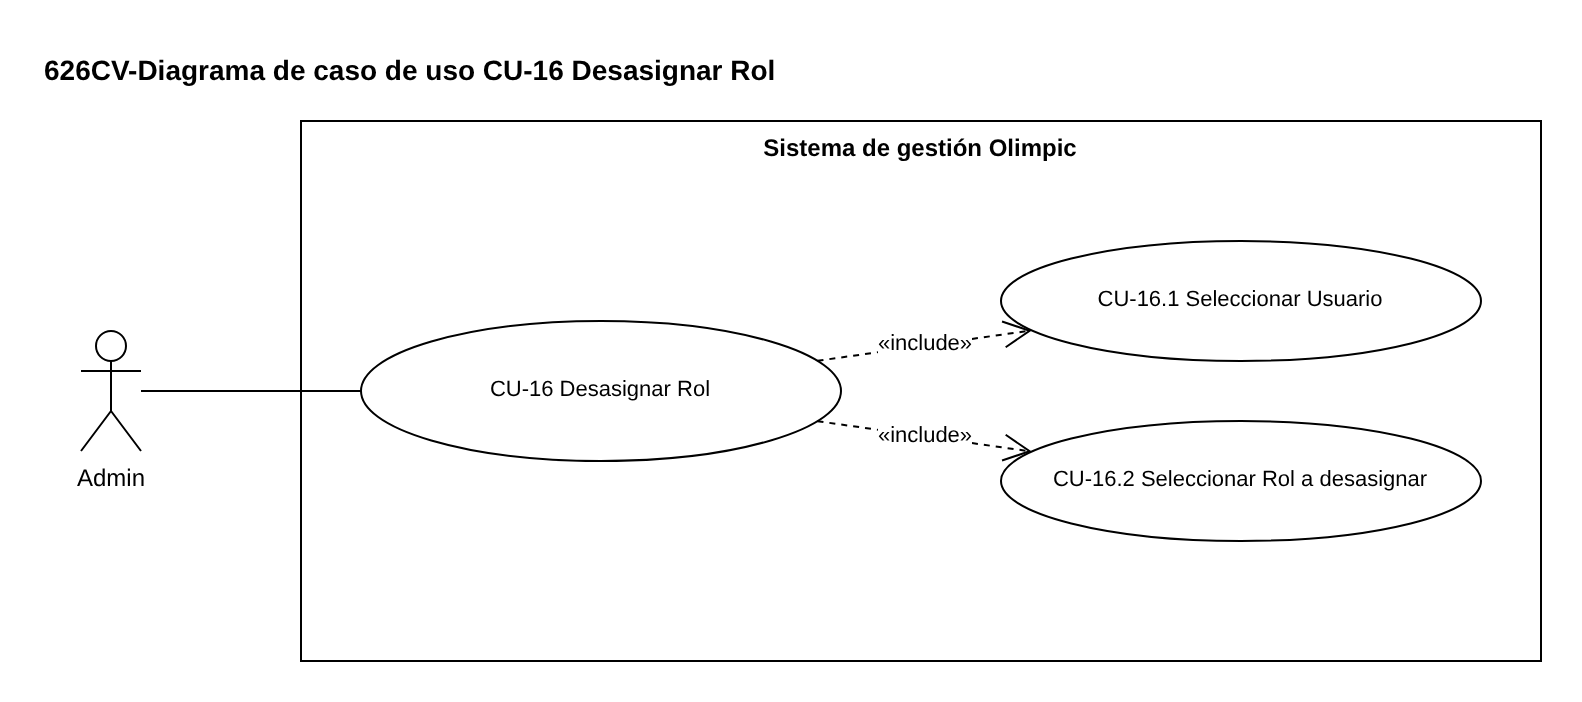 626CV-Diagrama de caso de uso CU-16 Desasignar Rol
Sistema de gestión Olimpic
CU-16.1 Seleccionar Usuario
«include»
CU-16 Desasignar Rol
«include»
CU-16.2 Seleccionar Rol a desasignar
Admin